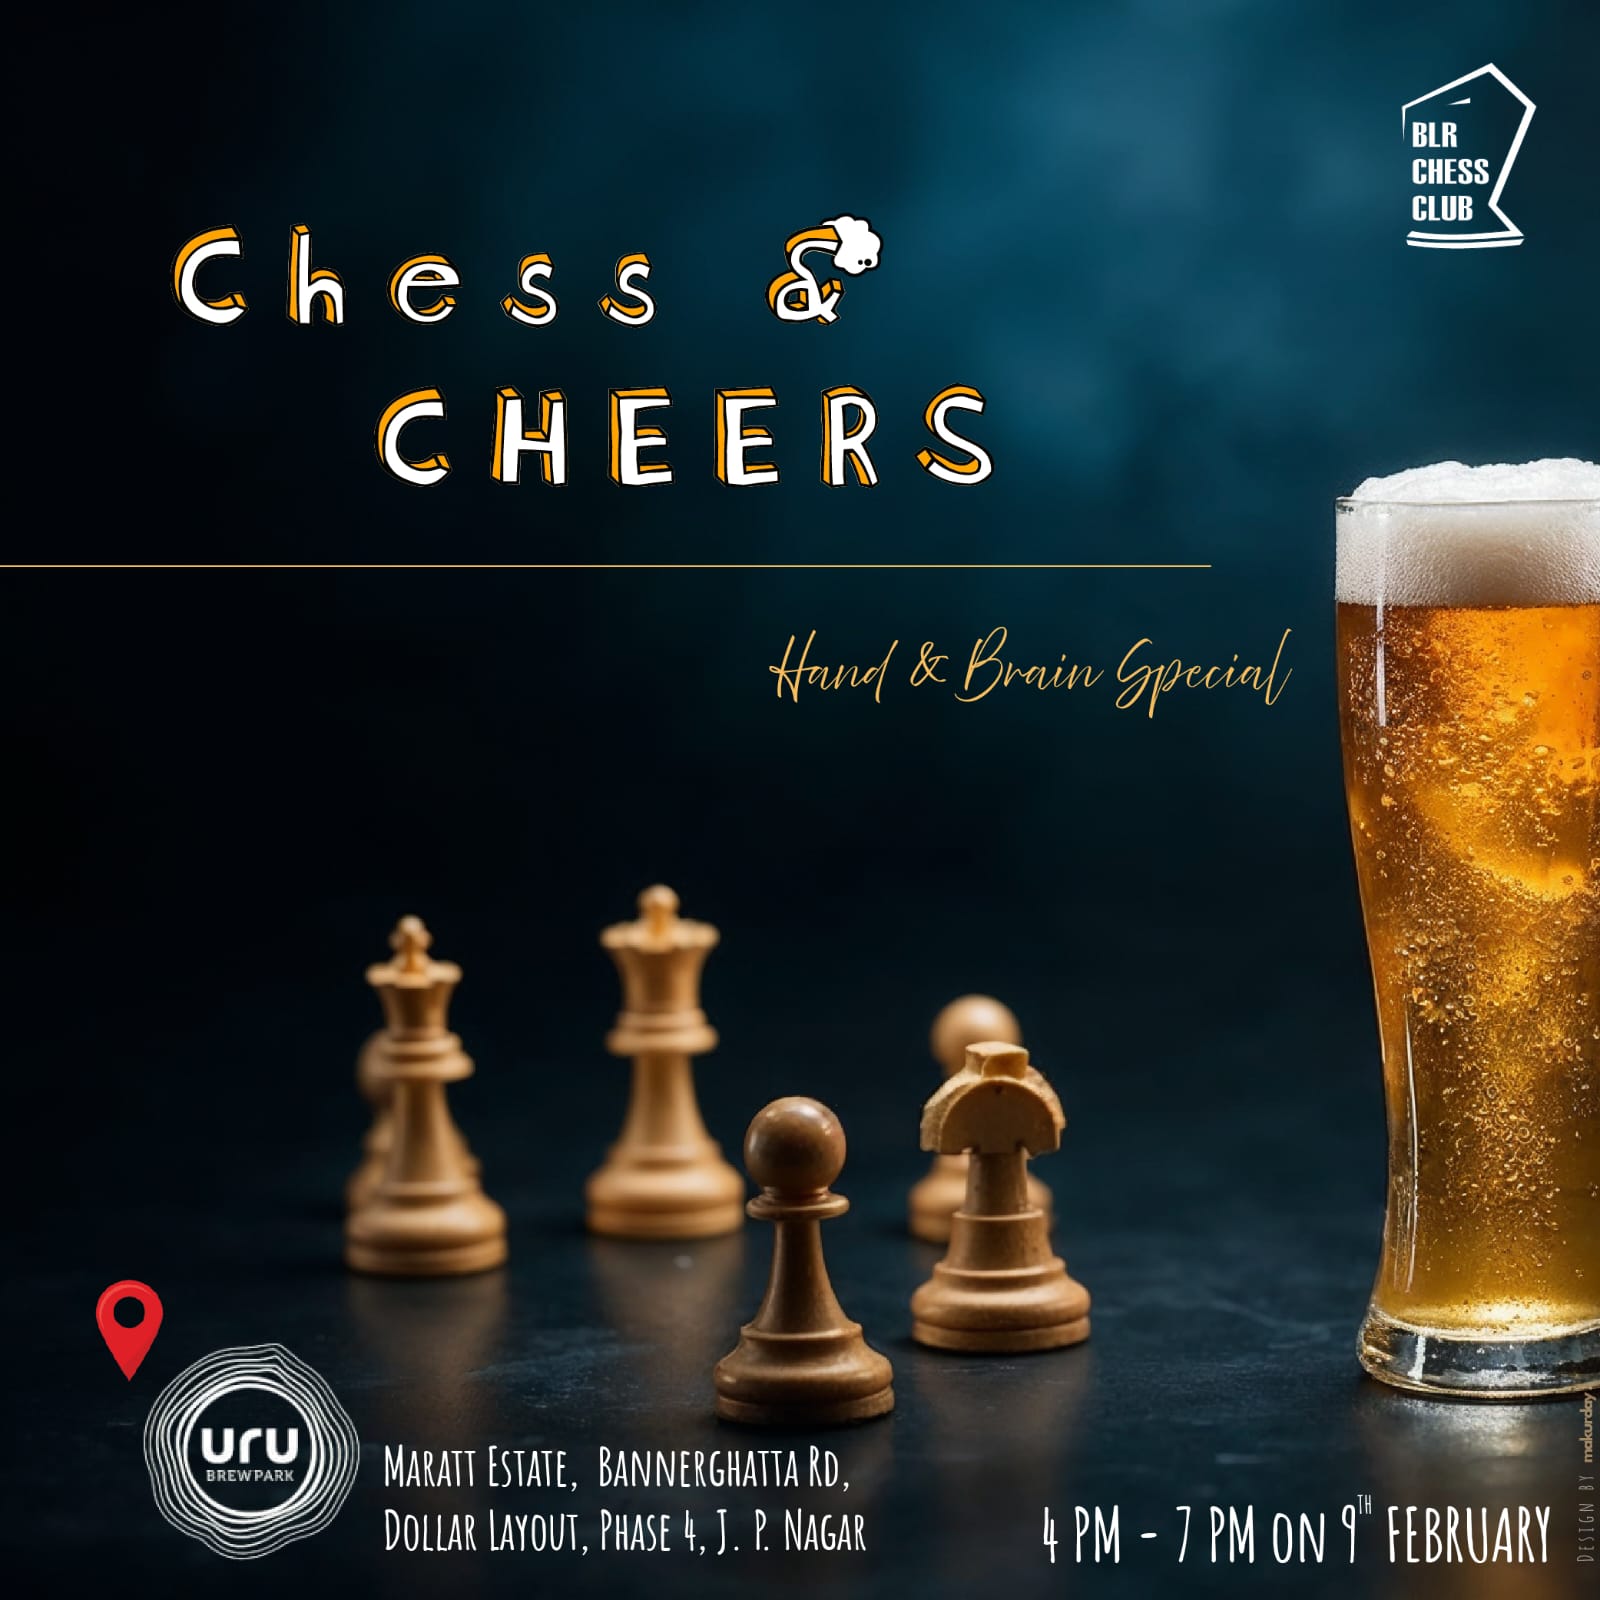 BLR
CHESS
CLUB
Chess &
CHEERS
Hand & Brain Special
uru
BREWPARK
MARATT ESTATE, BANNERGHATTA RD,
DOLLAR LAYOUT, PHASE 4, J. P. NAGAR
4 PM - 7 PM ON 9TH FEBRUARY
DESIGN BY makurday